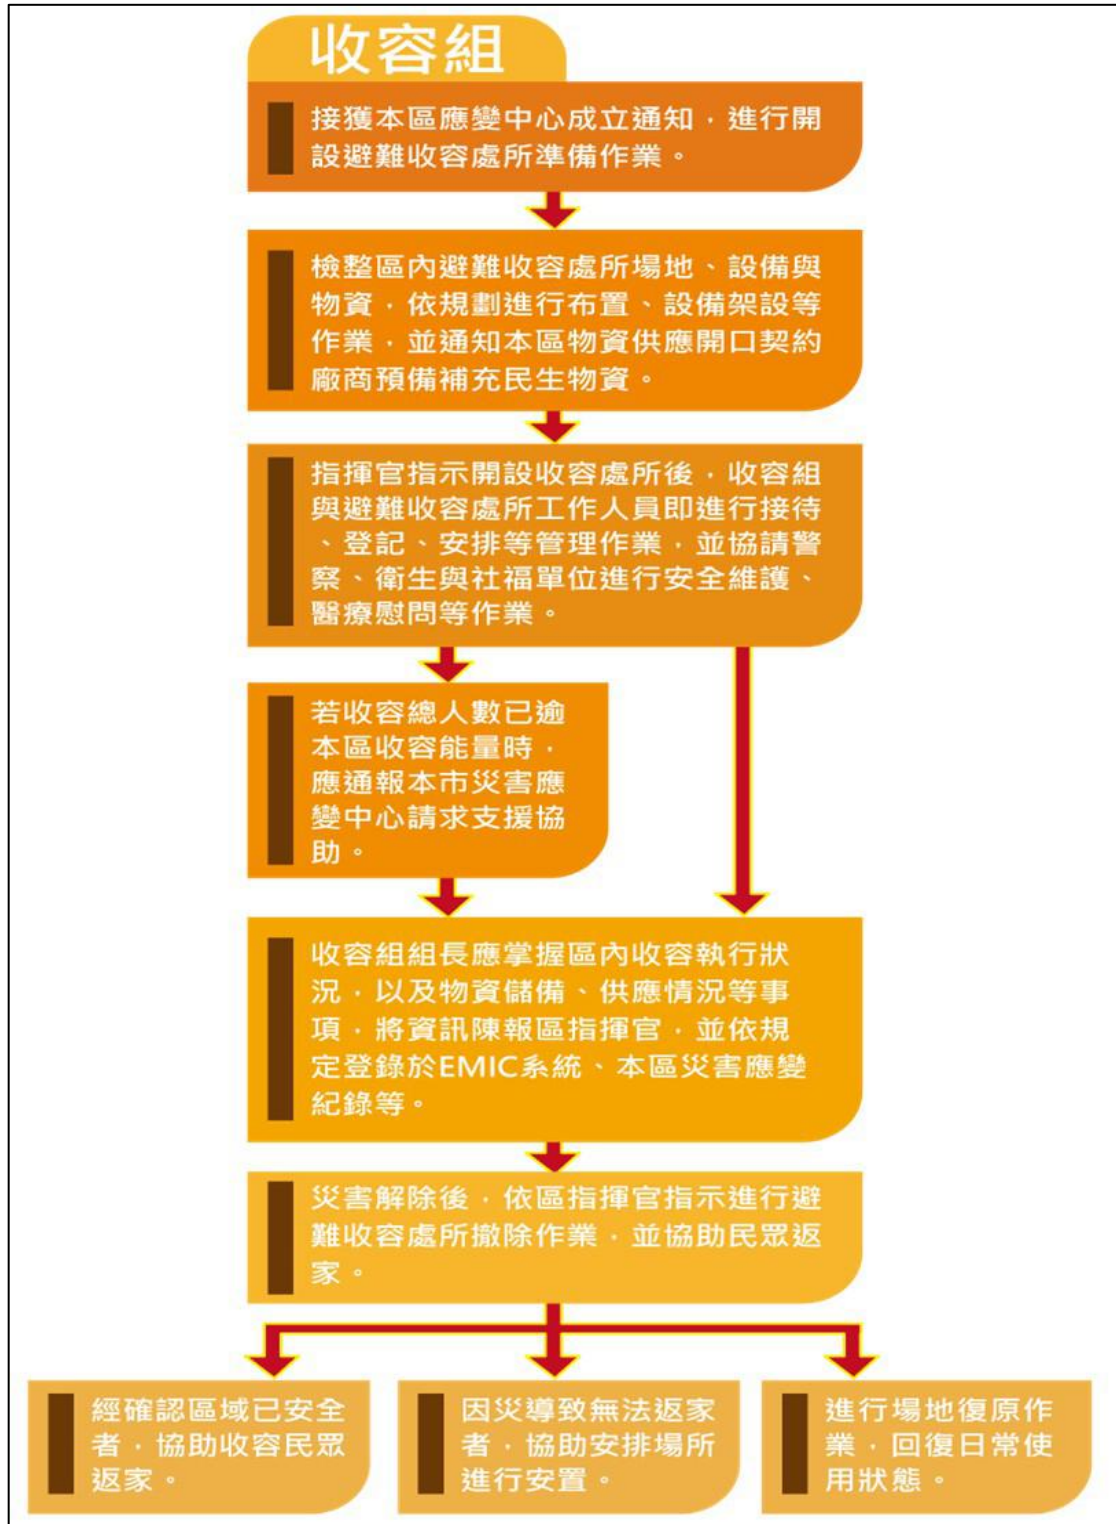 收容組
接獲本區應變中心成立通知，進行開
設避難收容處所準備作業。
檢整區內避難收容處所場地、設備與
物資，依規劃進行布置、設備架設等
作業，並通知本區物資供應開口契約
廠商預備補充民生物資。
指揮官指示開設收容處所後，收容組
與避難收容處所工作人員即進行接待
、登記、安排等管理作業，並協請警
察、衛生與社福單位進行安全維護、
醫療慰問等作業。
若收容總人數已逾
本區收容能量時，
應通報本市災害應
變中心請求支援協
助。
收容組組長應掌握區內收容執行狀
況，以及物資儲備、供應情況等事
項，將資訊陳報區指揮官，並依規
定登錄於EMIC系統、本區災害應變
紀錄等。
災害解除後，依區指揮官指示進行避
難收容處所撤除作業，並協助民眾返
家。
經確認區域已安全
者，協助收容民眾
返家。
因災導致無法返家
者，協助安排場所
進行安置。
進行場地復原作
業，回復日常使
用狀態。